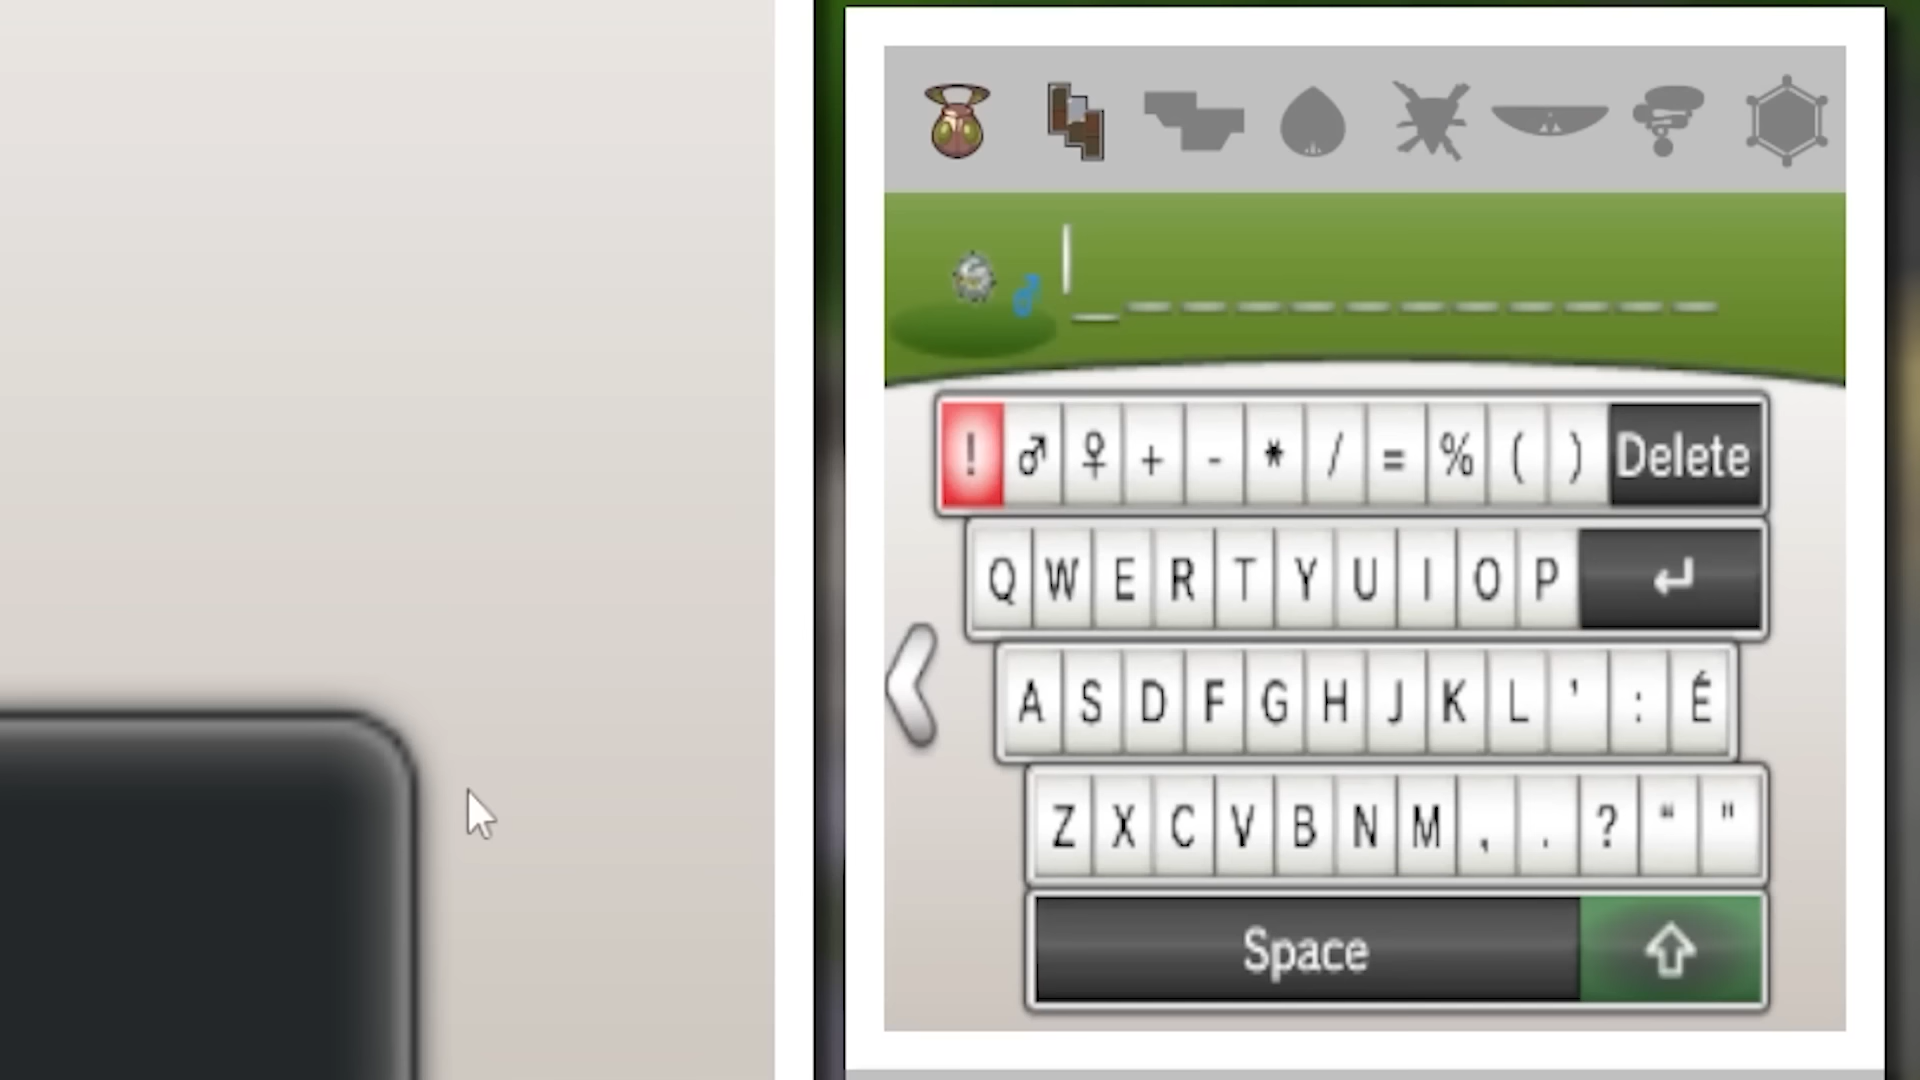 ! ♂ ♀ + - * / = % ( ) Delete
Q W E R T Y U I O P ↵
A S D F G H J K L ' : É
Z X C V B N M , . ? “ "
Space